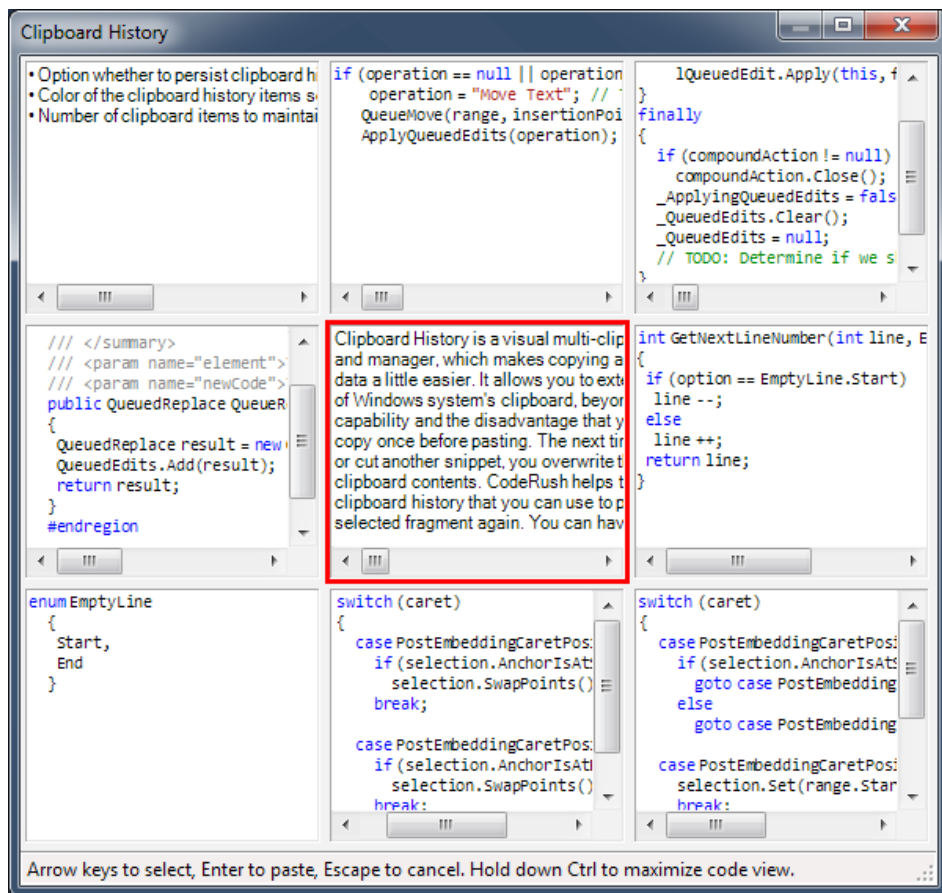 Clipboard History
• Option whether to persist clipboard hi
• Color of the clipboard history items s
• Number of clipboard items to maintai
if (operation == null || operation
operation = "Move Text"; //
QueueMove(range, insertionPoi
ApplyQueuedEdits(operation);
lQueuedEdit.Apply(this, f
}
finally
{
if (compoundAction != null)
compoundAction.Close();
_ApplyingQueuedEdits = fals
_QueuedEdits.Clear();
_QueuedEdits = null;
// TODO: Determine if we s
}
/// </summary>
/// <param name="element">
/// <param name="newCode">
public QueuedReplace QueueR
{
QueuedReplace result = new
QueuedEdits.Add(result);
return result;
}
#endregion
Clipboard History is a visual multi-clip
and manager, which makes copying a
data a little easier. It allows you to exte
of Windows system's clipboard, beyon
capability and the disadvantage that y
copy once before pasting. The next tir
or cut another snippet, you overwrite t
clipboard contents. CodeRush helps t
clipboard history that you can use to p
selected fragment again. You can hav
int GetNextLineNumber(int line, E
{
if (option == EmptyLine.Start)
line --;
else
line ++;
return line;
}
enum EmptyLine
{
Start,
End
}
switch (caret)
{
case PostEmbeddingCaretPosi
if (selection.AnchorIsAtS
selection.SwapPoints()
break;
case PostEmbeddingCaretPos
if (selection.AnchorIsAt
selection.SwapPoints()
break;
switch (caret)
{
case PostEmbeddingCaretPosi
if (selection.AnchorIsAtS
goto case PostEmbedding
else
goto case PostEmbedding
case PostEmbeddingCaretPosi
selection.Set(range.Star
break;
Arrow keys to select, Enter to paste, Escape to cancel. Hold down Ctrl to maximize code view.